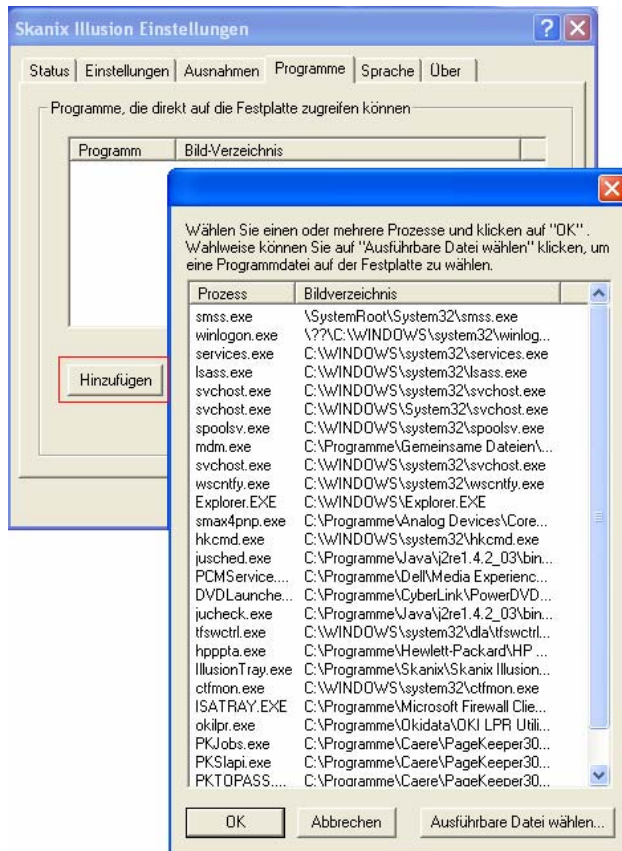 Skanix Illusion Einstellungen
Status Einstellungen Ausnahmen Programme Sprache Über
Programme, die direkt auf die Festplatte zugreifen können
Programm Bild-Verzeichnis
Hinzufügen
Wählen Sie einen oder mehrere Prozesse und klicken auf "OK" .
Wahlweise können Sie auf "Ausführbare Datei wählen" klicken, um
eine Programmdatei auf der Festplatte zu wählen.
Prozess Bildverzeichnis
smss.exe \SystemRoot\System32\smss.exe
winlogon.exe \??\C:\WINDOWS\system32\winlog...
services.exe C:\WINDOWS\system32\services.exe
lsass.exe C:\WINDOWS\system32\lsass.exe
svchost.exe C:\WINDOWS\system32\svchost.exe
svchost.exe C:\WINDOWS\System32\svchost.exe
spoolsv.exe C:\WINDOWS\system32\spoolsv.exe
mdm.exe C:\Programme\Gemeinsame Dateien\...
svchost.exe C:\WINDOWS\system32\svchost.exe
wscntfy.exe C:\WINDOWS\system32\wscntfy.exe
Explorer.EXE C:\WINDOWS\Explorer.EXE
smax4pnp.exe C:\Programme\Analog Devices\Core...
hkcmd.exe C:\WINDOWS\system32\hkcmd.exe
jusched.exe C:\Programme\Java\j2re1.4.2_03\bin...
PCMService.... C:\Programme\Dell\Media Experienc...
DVDLaunche... C:\Programme\CyberLink\PowerDVD...
jucheck.exe C:\Programme\Java\j2re1.4.2_03\bin...
tfswctrl.exe C:\WINDOWS\system32\dla\tfswctrl...
hpppta.exe C:\Programme\Hewlett-Packard\HP ...
IllusionTray.exe C:\Programme\Skanix\Skanix Illusion...
ctfmon.exe C:\WINDOWS\system32\ctfmon.exe
ISATRAY.EXE C:\Programme\Microsoft Firewall Clie...
okilpr.exe C:\Programme\Okidata\OKI LPR Utili...
PKJobs.exe C:\Programme\Caere\PageKeeper30...
PKSlapi.exe C:\Programme\Caere\PageKeeper30...
PKTOPASS.... C:\Programme\Caere\PageKeeper30...
OK Abbrechen Ausführbare Datei wählen...